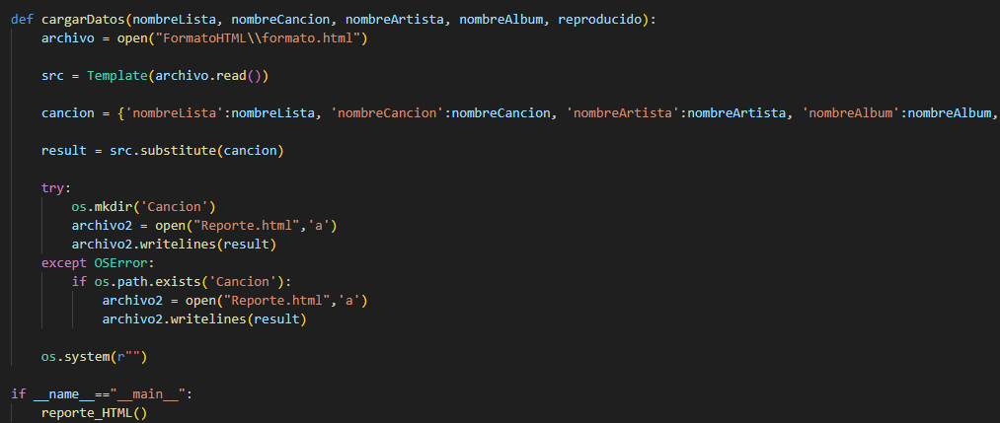 def cargarDatos(nombreLista, nombreCancion, nombreArtista, nombreAlbum, reproducido):
    archivo = open("FormatoHTML\\formato.html")

    src = Template(archivo.read())

    cancion = {'nombreLista':nombreLista, 'nombreCancion':nombreCancion, 'nombreArtista':nombreArtista, 'nombreAlbum':nombreAlbum,

    result = src.substitute(cancion)

    try:
        os.mkdir('Cancion')
        archivo2 = open("Reporte.html",'a')
        archivo2.writelines(result)
    except OSError:
        if os.path.exists('Cancion'):
            archivo2 = open("Reporte.html",'a')
            archivo2.writelines(result)

    os.system(r"")

if __name__=="__main__":
    reporte_HTML()